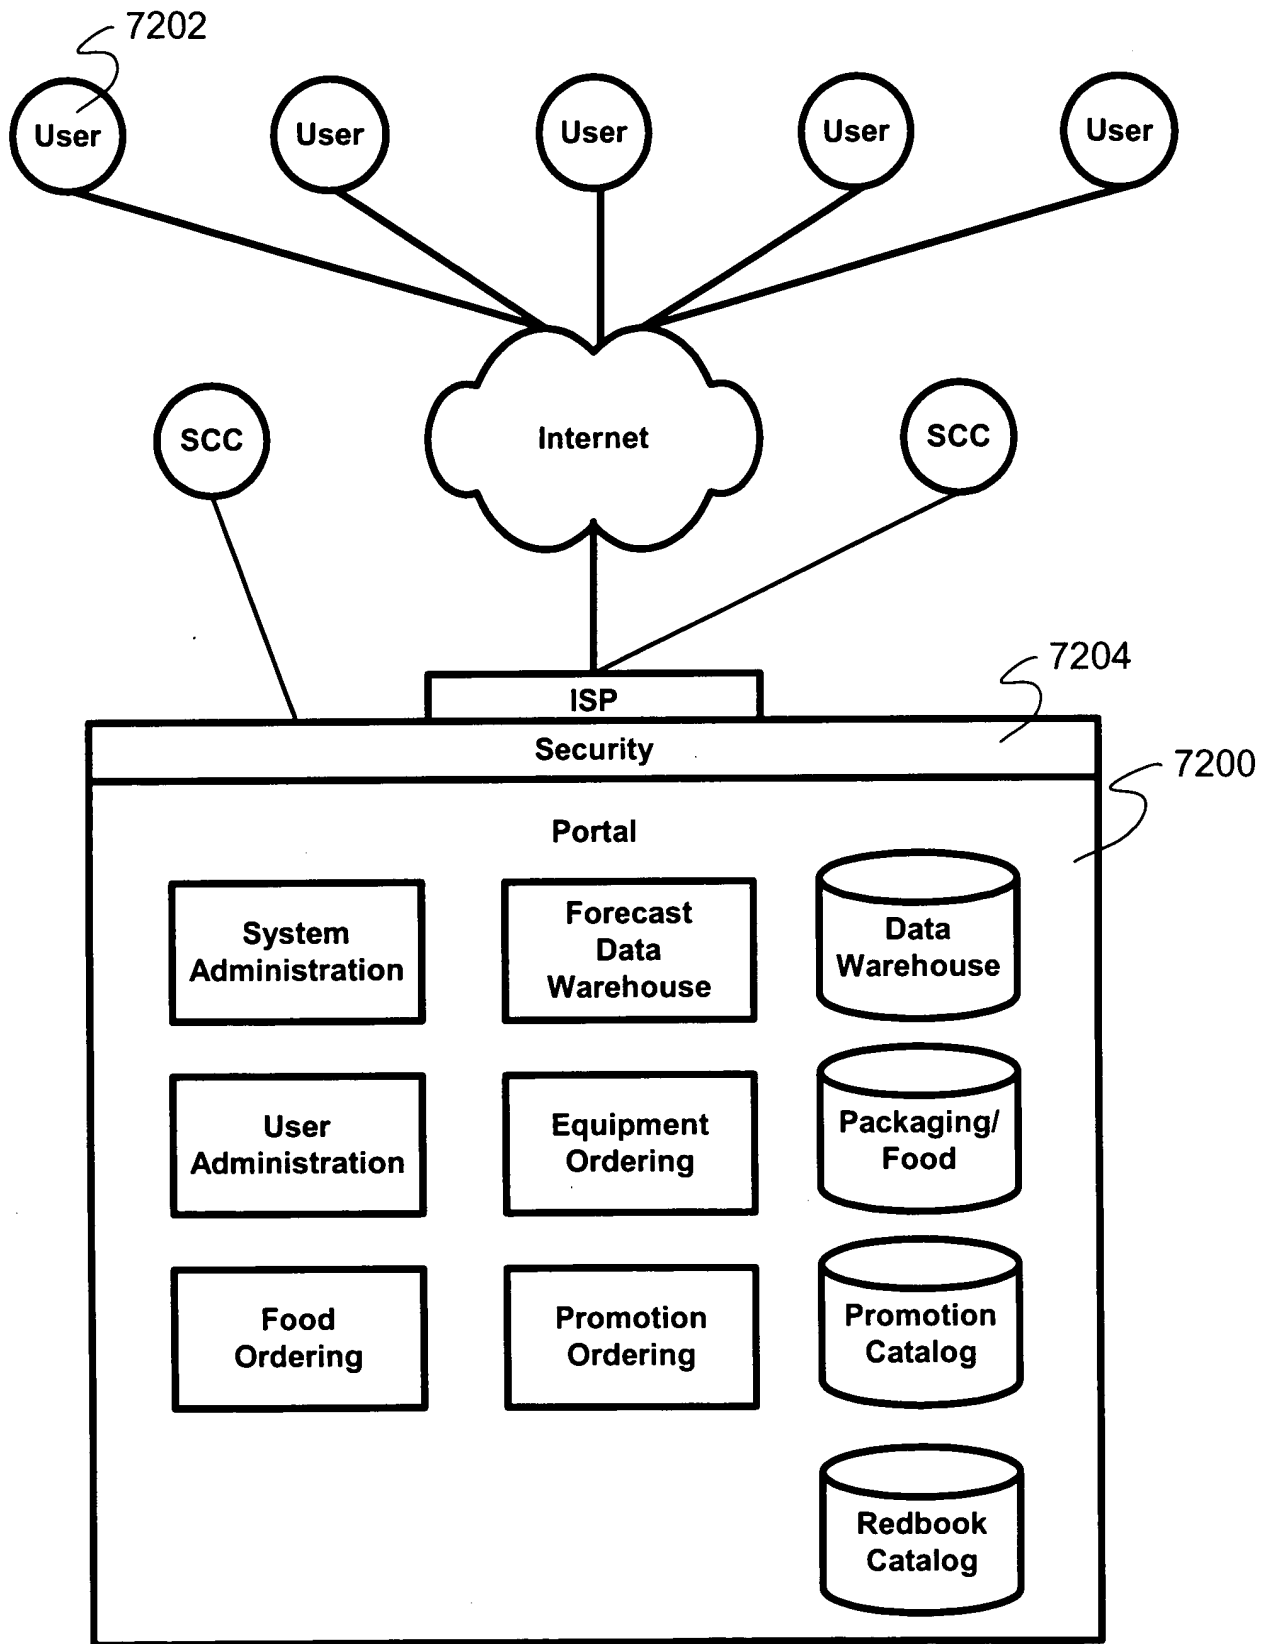 7202
User
User
User
User
User
SCC
Internet
SCC
7204
ISP
Security
7200
Portal
System
Administration
Forecast
Data
Warehouse
Data
Warehouse
User
Administration
Equipment
Ordering
Packaging/
Food
Food
Ordering
Promotion
Ordering
Promotion
Catalog
Redbook
Catalog